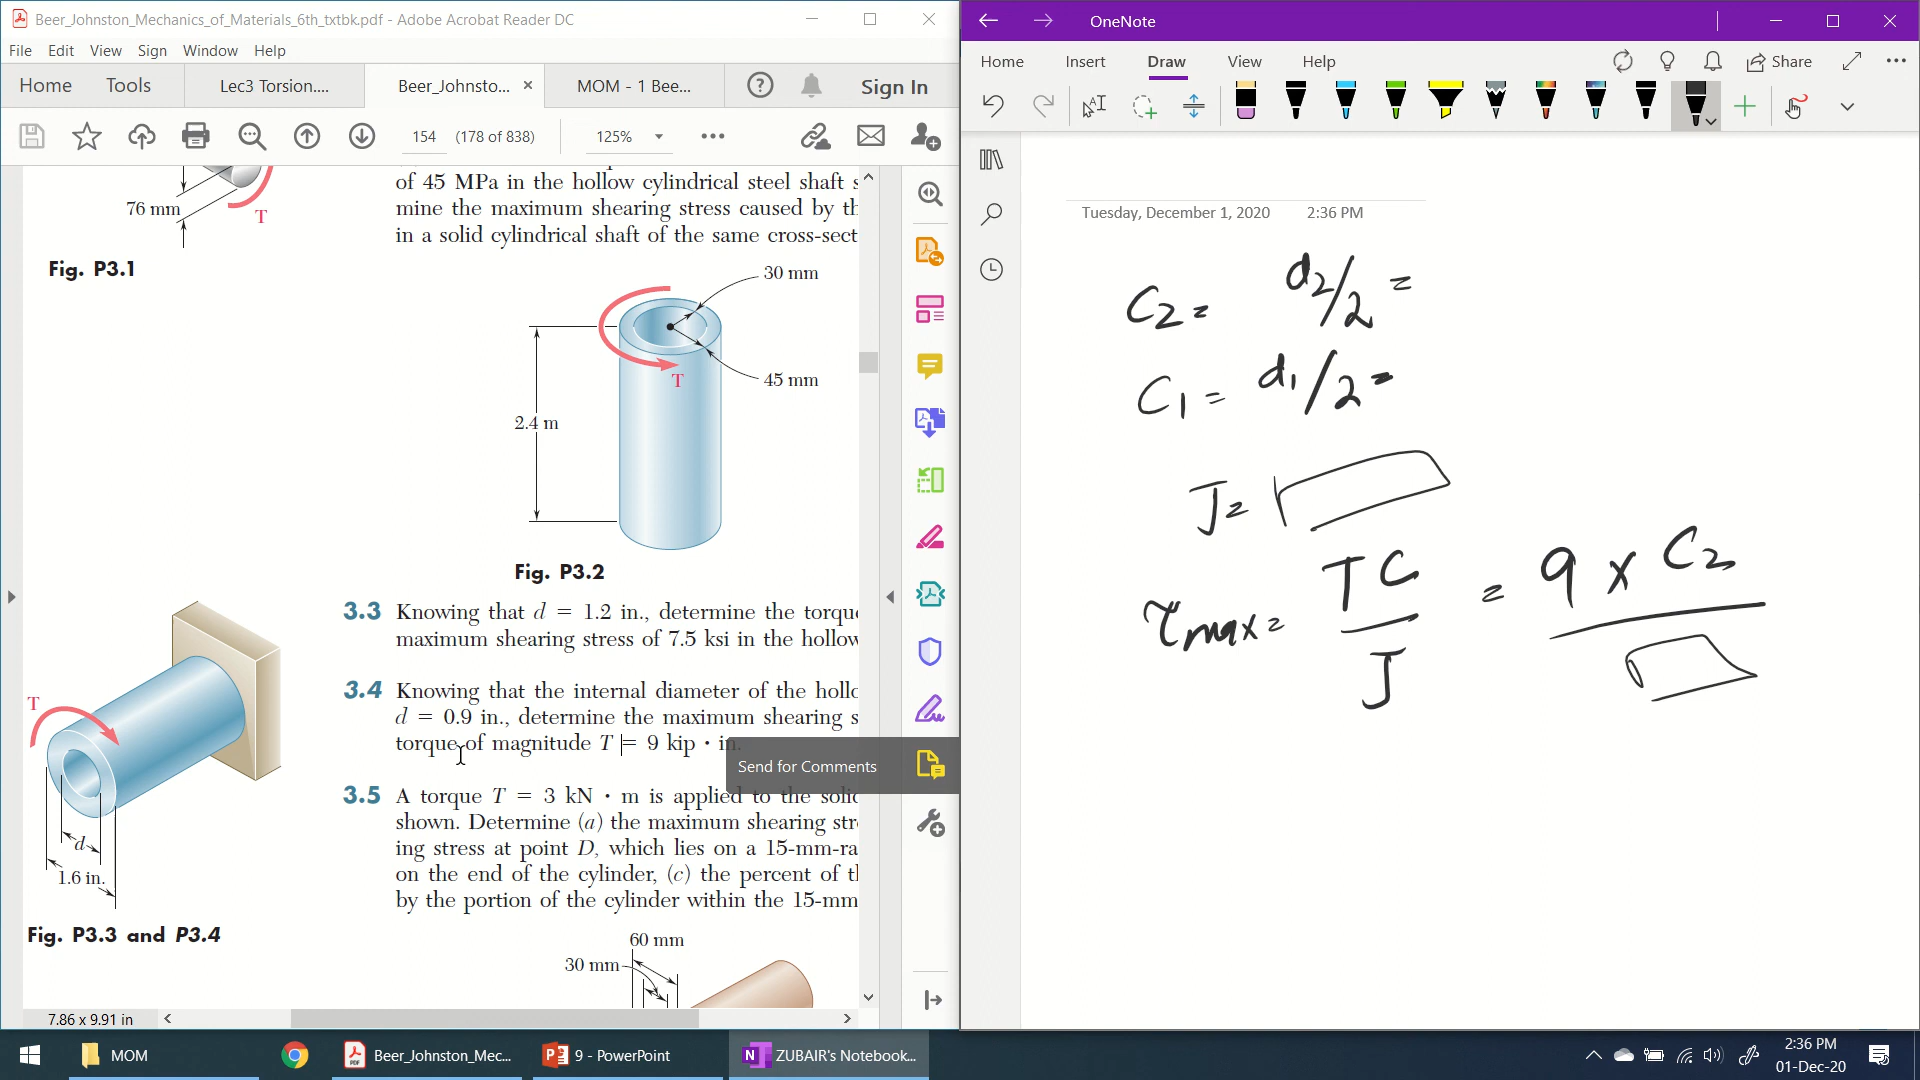 Beer_Johnston_Mechanics_of_Materials_6th_txtbk.pdf - Adobe Acrobat Reader DC
File Edit View Sign Window Help
Home Tools Lec3 Torsion.... Beer_Johnsto... × MOM - 1 Bee... Sign In
154 (178 of 838) 125%
76 mm
T
Fig. P3.1
of 45 MPa in the hollow cylindrical steel shaft s
mine the maximum shearing stress caused by th
in a solid cylindrical shaft of the same cross-sect
30 mm
T
45 mm
2.4 m
Fig. P3.2
3.3 Knowing that d = 1.2 in., determine the torque
maximum shearing stress of 7.5 ksi in the hollow
3.4 Knowing that the internal diameter of the hollo
d = 0.9 in., determine the maximum shearing s
torque of magnitude T = 9 kip · in.
Send for Comments
3.5 A torque T = 3 kN · m is applied to the solid
shown. Determine (a) the maximum shearing str
ing stress at point D, which lies on a 15-mm-ra
on the end of the cylinder, (c) the percent of t
by the portion of the cylinder within the 15-mm
T
d
1.6 in.
Fig. P3.3 and P3.4
60 mm
30 mm
7.86 x 9.91 in
OneNote
Home Insert Draw View Help Share
Tuesday, December 1, 2020 2:36 PM
C2 = d2/2 =
C1 = d1/2 =
J =
τmax = TC/J = 9 x C2
MOM Beer_Johnston_Mec... 9 - PowerPoint ZUBAIR's Notebook...
2:36 PM
01-Dec-20